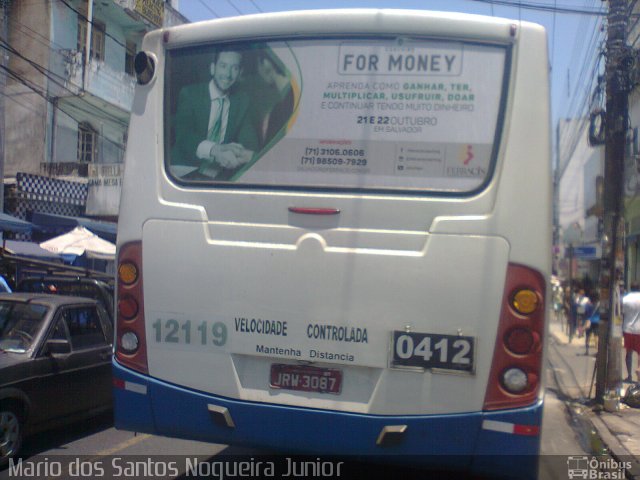 FOR MONEY
APRENDA COMO GANHAR, TER,
MULTIPLICAR, USUFRUIR, DOAR
E CONTINUAR TENDO MUITO DINHEIRO
21 E 22 OUTUBRO
EM SALVADOR
(71) 3106.0606
(71) 98509-7929
FEBRACIS
12119
VELOCIDADE CONTROLADA
Mantenha Distancia
0412
JRW 3087
Mario dos Santos Nogueira Junior
Ônibus
Brasil